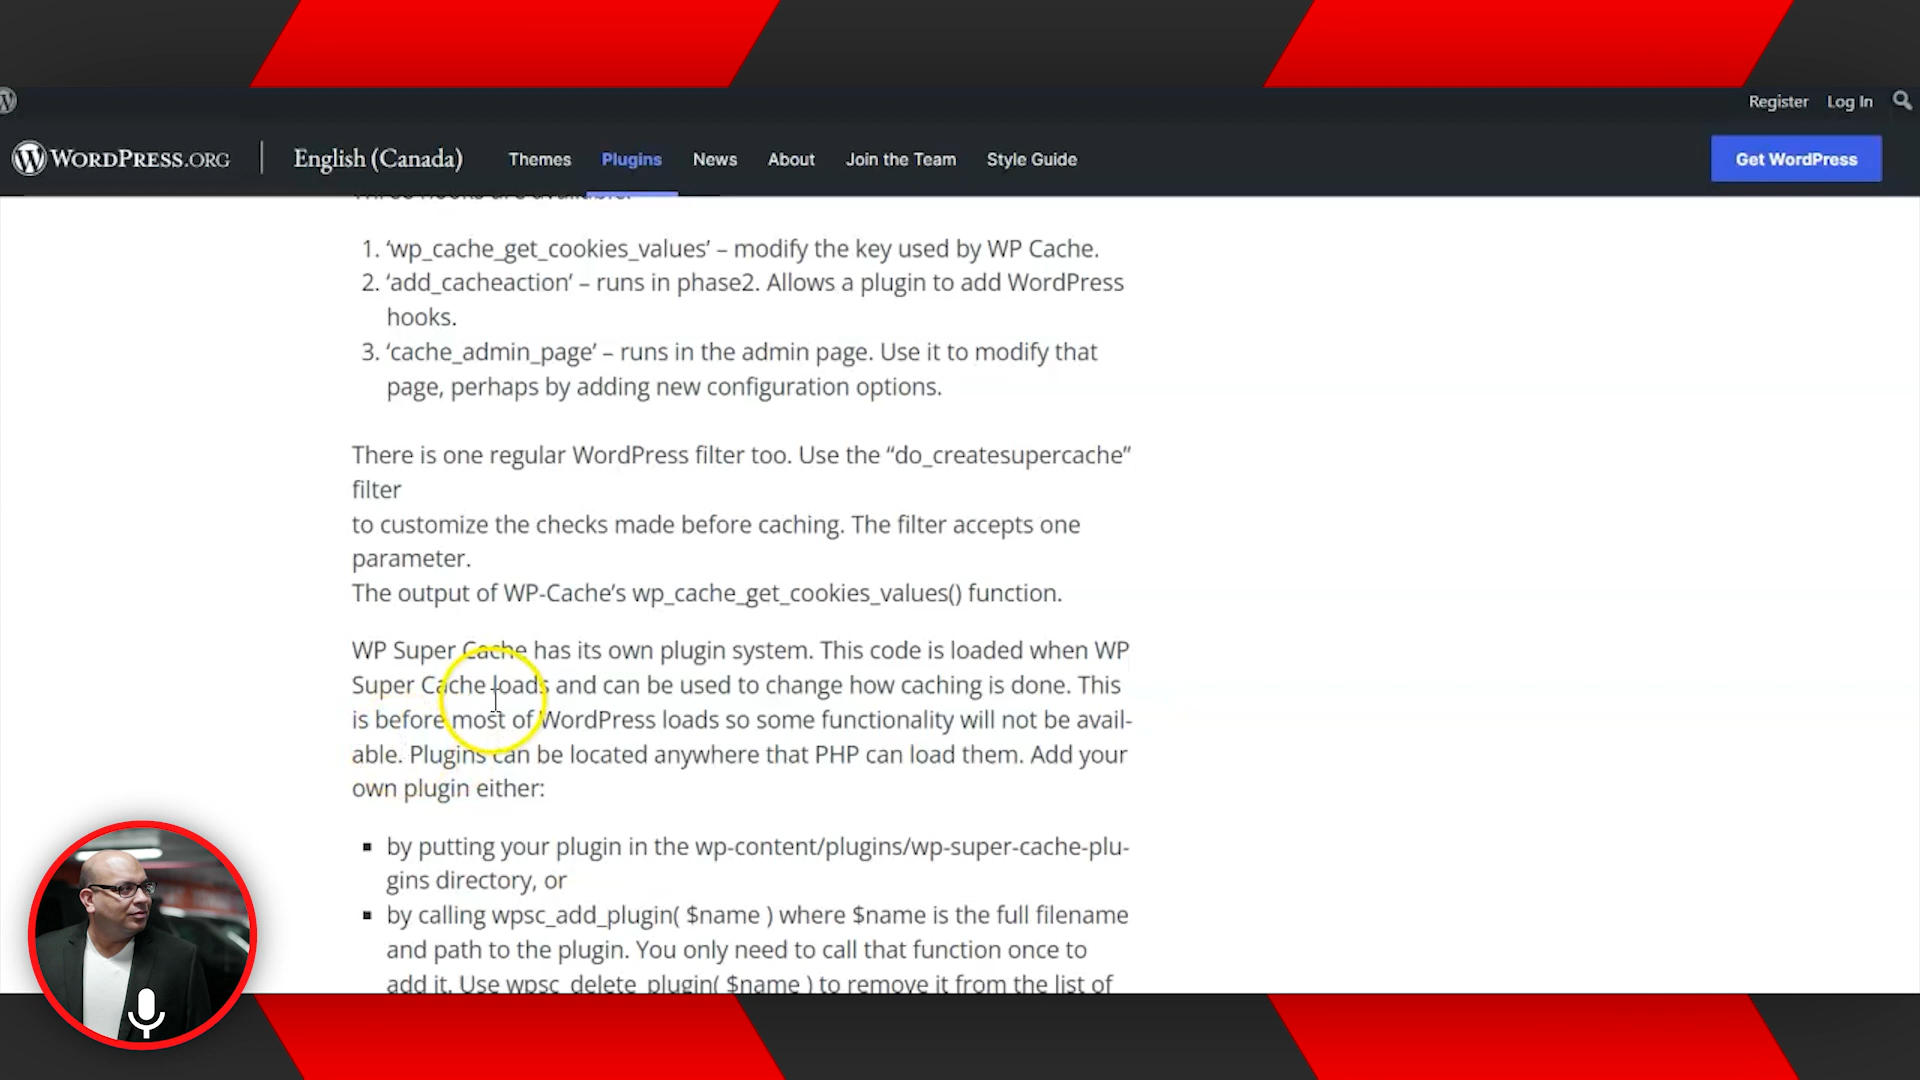 Register Log In
WORDPRESS.ORG English (Canada) Themes Plugins News About Join the Team Style Guide Get WordPress
1. ‘wp_cache_get_cookies_values’ – modify the key used by WP Cache.
2. ‘add_cacheaction’ – runs in phase2. Allows a plugin to add WordPress
hooks.
3. ‘cache_admin_page’ – runs in the admin page. Use it to modify that
page, perhaps by adding new configuration options.
There is one regular WordPress filter too. Use the “do_createsupercache”
filter
to customize the checks made before caching. The filter accepts one
parameter.
The output of WP-Cache’s wp_cache_get_cookies_values() function.
WP Super Cache has its own plugin system. This code is loaded when WP
Super Cache loads and can be used to change how caching is done. This
is before most of WordPress loads so some functionality will not be avail-
able. Plugins can be located anywhere that PHP can load them. Add your
own plugin either:
▪ by putting your plugin in the wp-content/plugins/wp-super-cache-plu-
gins directory, or
▪ by calling wpsc_add_plugin( $name ) where $name is the full filename
and path to the plugin. You only need to call that function once to
add it. Use wpsc_delete_plugin( $name ) to remove it from the list of